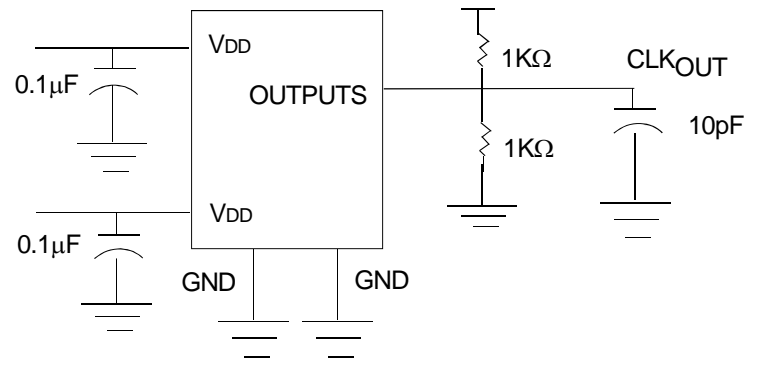 VDD
1KΩ
CLKOUT
0.1μF
OUTPUTS
10pF
1KΩ
VDD
0.1μF
GND
GND